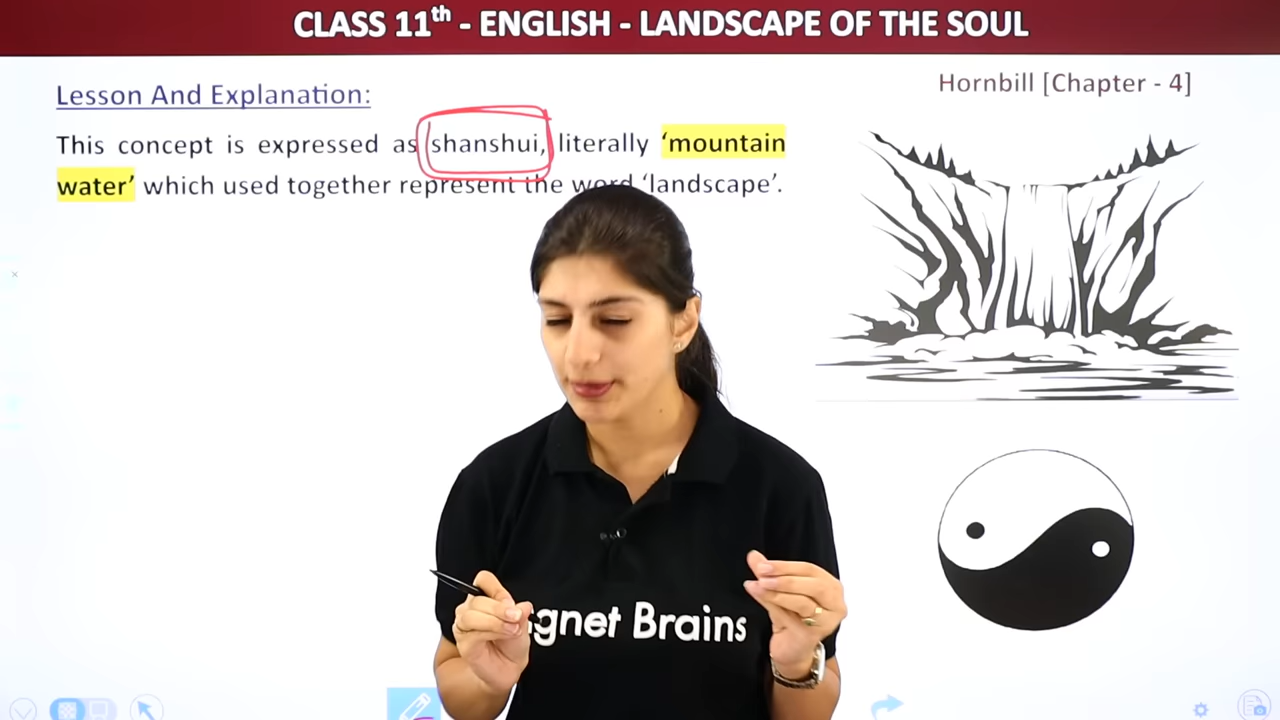 CLASS 11th - ENGLISH - LANDSCAPE OF THE SOUL
Hornbill [Chapter - 4]
Lesson And Explanation:
This concept is expressed as shanshui, literally ‘mountain
water’ which used together represent the word ‘landscape’.
gnet Brains